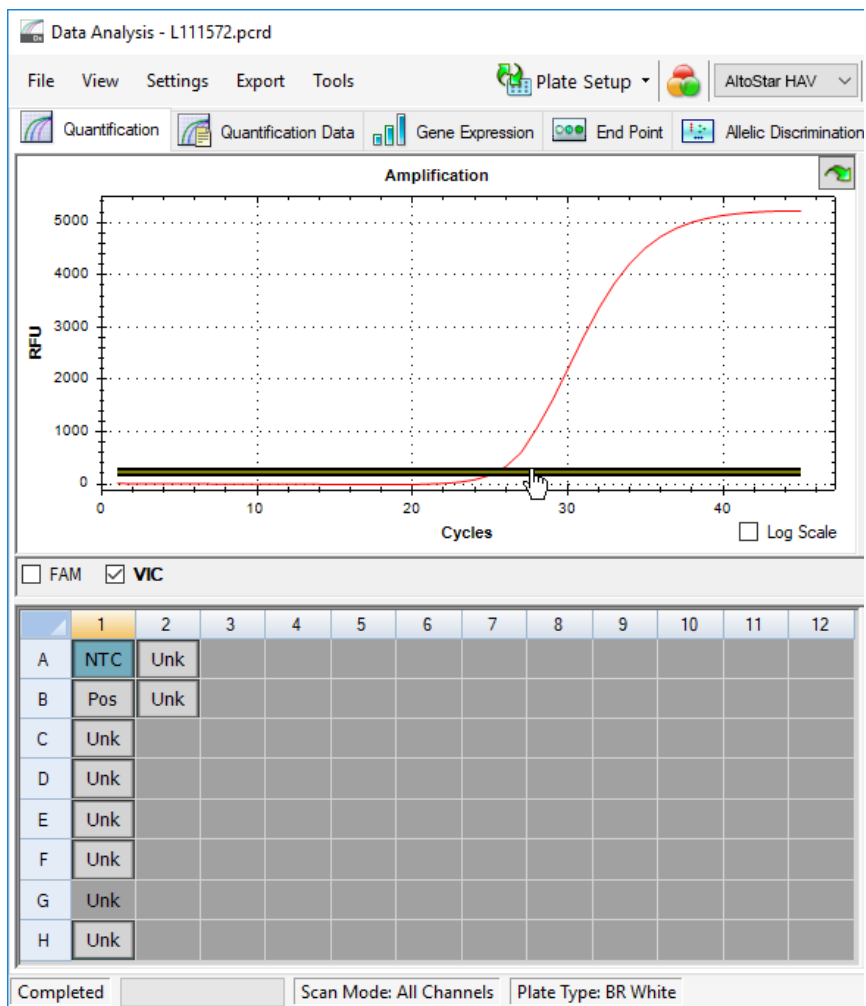 Data Analysis - L111572.pcrd
File View Settings Export Tools Plate Setup AltoStar HAV
Quantification Quantification Data Gene Expression End Point Allelic Discrimination
Amplification
RFU
5000
4000
3000
2000
1000
0
0 10 20 30 40
Cycles
Log Scale
FAM VIC
1 2 3 4 5 6 7 8 9 10 11 12
A NTC Unk
B Pos Unk
C Unk
D Unk
E Unk
F Unk
G Unk
H Unk
Completed Scan Mode: All Channels Plate Type: BR White